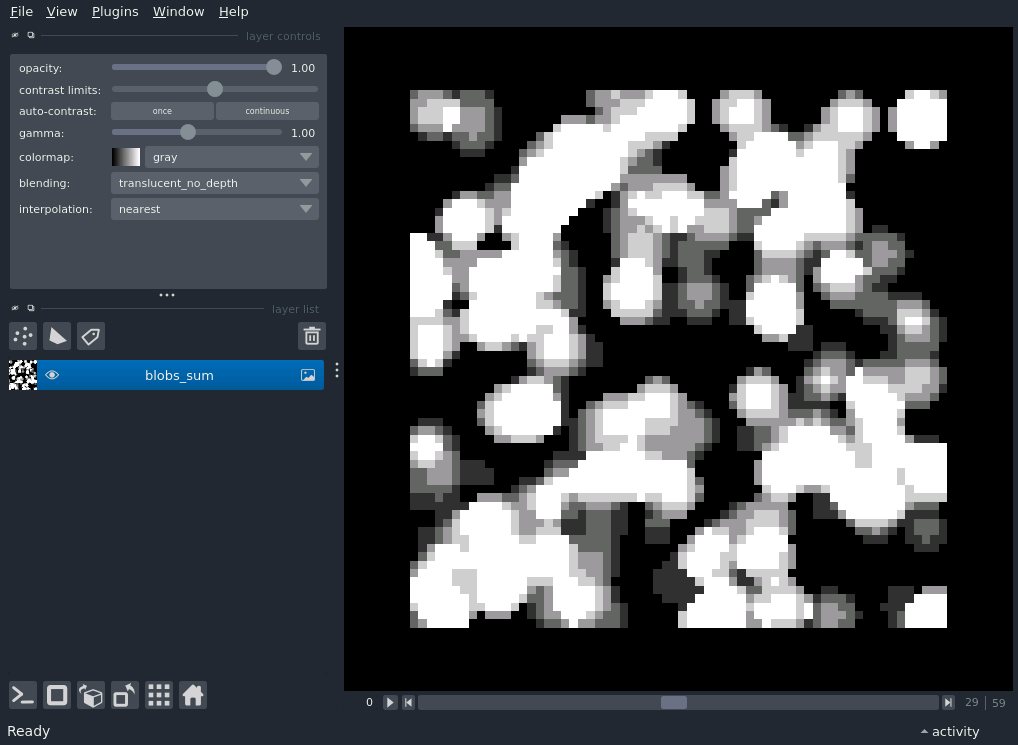 File View Plugins Window Help
layer controls
opacity: 1.00
contrast limits:
auto-contrast: once continuous
gamma: 1.00
colormap: gray
blending: translucent_no_depth
interpolation: nearest
layer list
blobs_sum
0 29 | 59
Ready activity